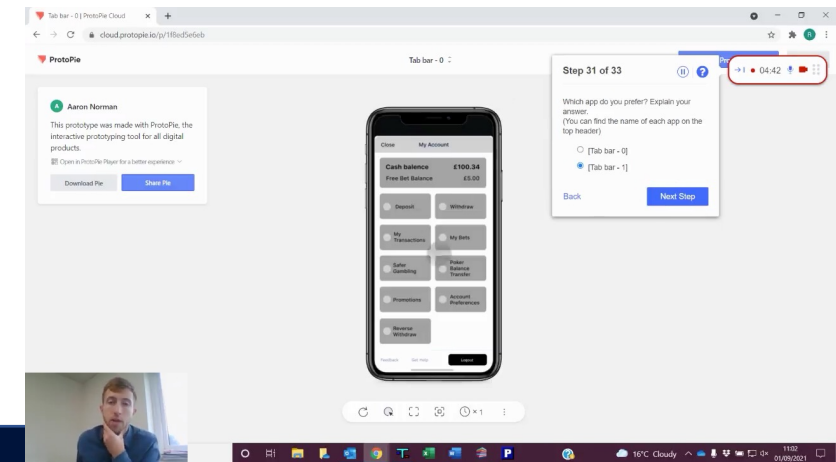 Tab bar - 0 | ProtoPie Cloud
cloud.protopie.io/p/1f8ed5e6eb
ProtoPie
Tab bar - 0
A Aaron Norman
This prototype was made with ProtoPie, the
interactive prototyping tool for all digital
products.
Open in ProtoPie Player for a better experience
Download Pie
Share Pie
Close My Account
Cash balance £100.34
Free Bet Balance £5.00
Deposit
Withdraw
My
Transactions
My Bets
Safer
Gambling
Poker
Balance
Transfer
Promotions
Account
Preferences
Reverse
Withdraw
Feedback Get Help Logout
× 1
Step 31 of 33
04:42
Which app do you prefer? Explain your
answer.
(You can find the name of each app on the
top header)
[Tab bar - 0]
[Tab bar - 1]
Back
Next Step
R
16°C Cloudy
11:02
01/09/2021